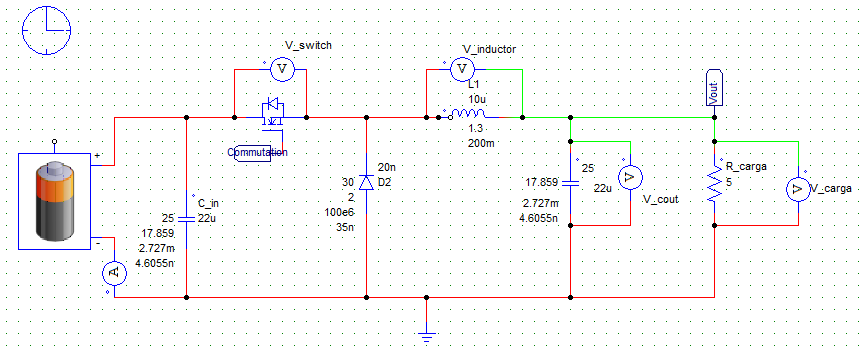 V_switch
V
V_inductor
V
L1
10u
1.3
200m
Vout
Commutation
+
-
A
C_in
22u
25
17.859
2.727m
4.6055n
20n
D2
30
2
100e6
35n
25
22u
17.859
2.727m
4.6055n
V
V_cout
R_carga
5
V
V_carga